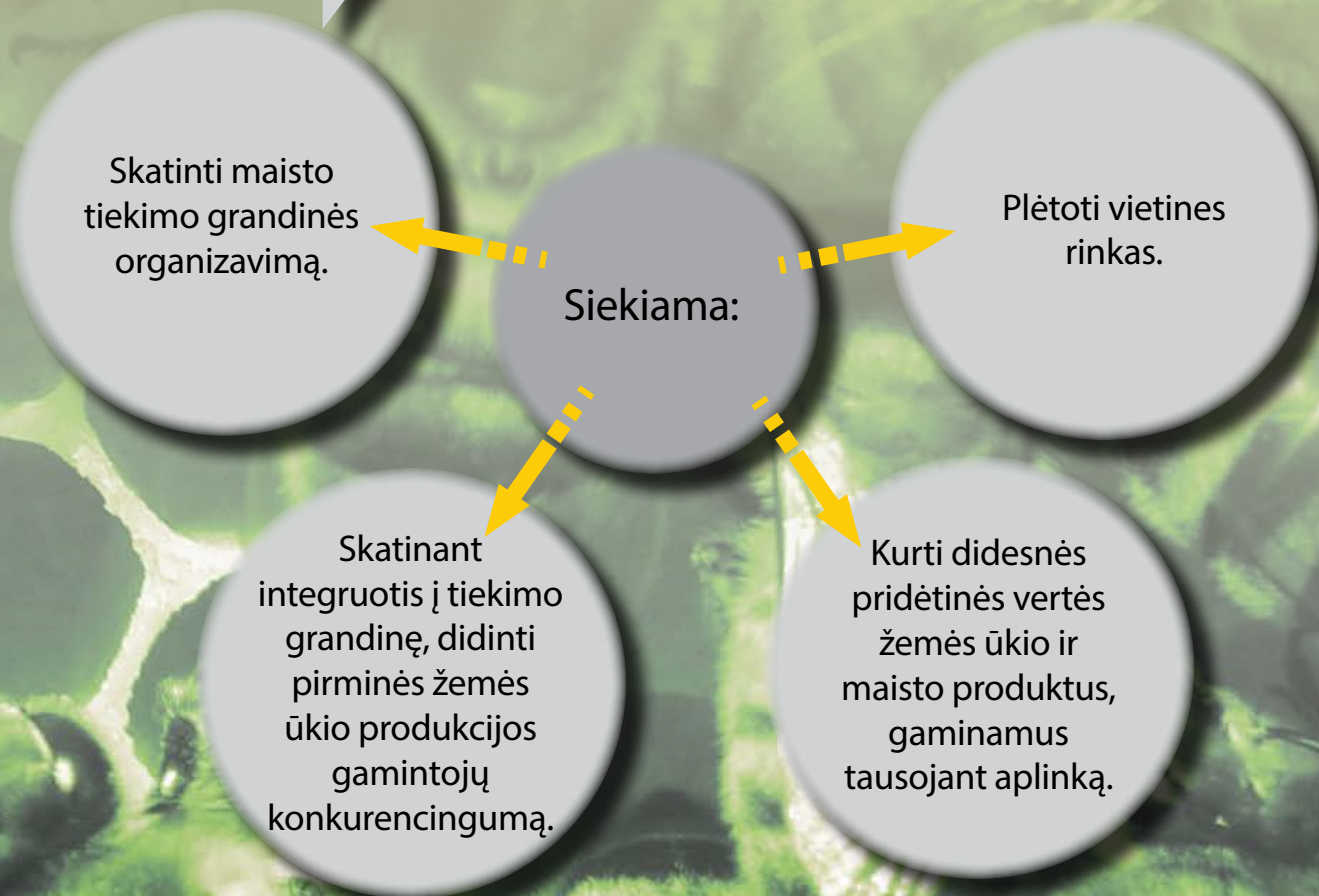 Skatinti maisto
tiekimo grandinės
organizavimą.
Plėtoti vietines
rinkas.
Siekiama:
Skatinant
integruotis į tiekimo
grandinę, didinti
pirminės žemės
ūkio produkcijos
gamintojų
konkurencingumą.
Kurti didesnės
pridėtinės vertės
žemės ūkio ir
maisto produktus,
gaminamus
tausojant aplinką.